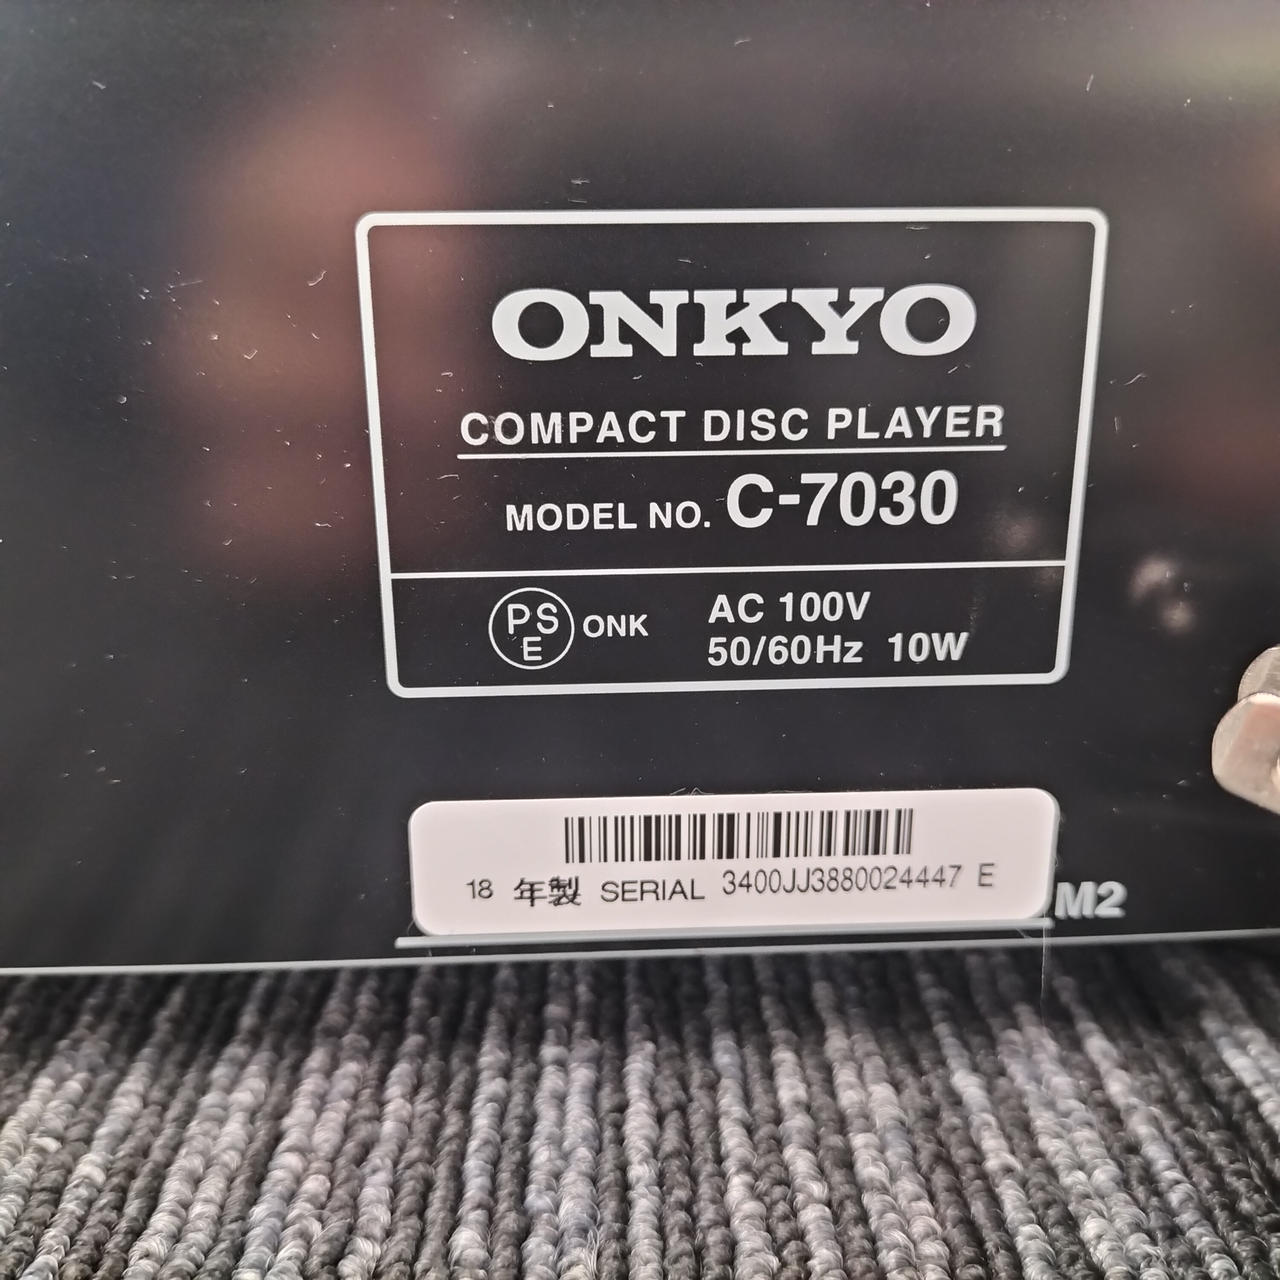 ONKYO
COMPACT DISC PLAYER
MODEL NO. C-7030
PSE ONK
AC 100V
50/60Hz 10W
18 年製 SERIAL 3400JJ3880024447 E
M2